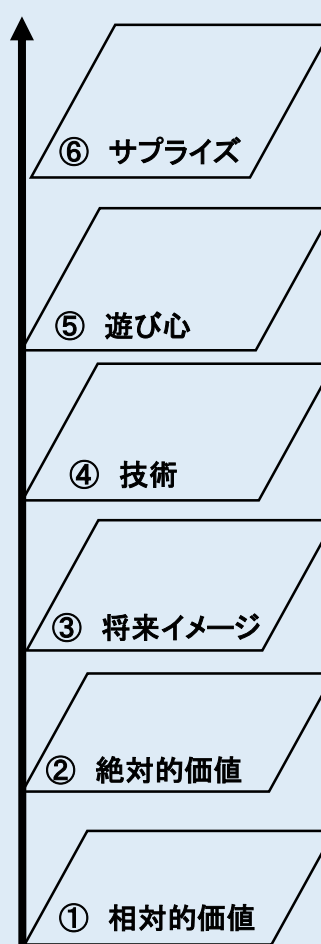 ⑥ サプライズ
⑤ 遊び心
④ 技術
③ 将来イメージ
② 絶対的価値
① 相対的価値